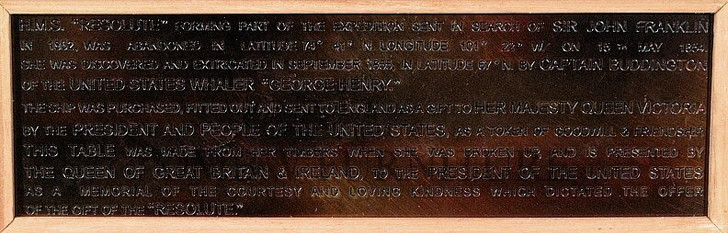 H.M.S. "RESOLUTE" FORMING PART OF THE EXPEDITION SENT IN SEARCH OF SIR JOHN FRANKLIN
IN 1852, WAS ABANDONED IN LATITUDE 74° 41' N LONGITUDE 101° 22' W. ON 15TH MAY 1854.
SHE WAS DISCOVERED AND EXTRICATED IN SEPTEMBER 1855, IN LATITUDE 67° N. BY CAPTAIN BUDDINGTON
OF THE UNITED STATES WHALER "GEORGE HENRY."
THE SHIP WAS PURCHASED, FITTED OUT AND SENT TO ENGLAND AS A GIFT TO HER MAJESTY QUEEN VICTORIA
BY THE PRESIDENT AND PEOPLE OF THE UNITED STATES, AS A TOKEN OF GOODWILL & FRIENDSHIP
THIS TABLE WAS MADE FROM HER TIMBERS WHEN SHE WAS BROKEN UP, AND IS PRESENTED BY
THE QUEEN OF GREAT BRITAIN & IRELAND, TO THE PRESIDENT OF THE UNITED STATES
AS A MEMORIAL OF THE COURTESY AND LOVING KINDNESS WHICH DICTATED THE OFFER
OF THE GIFT OF THE "RESOLUTE."